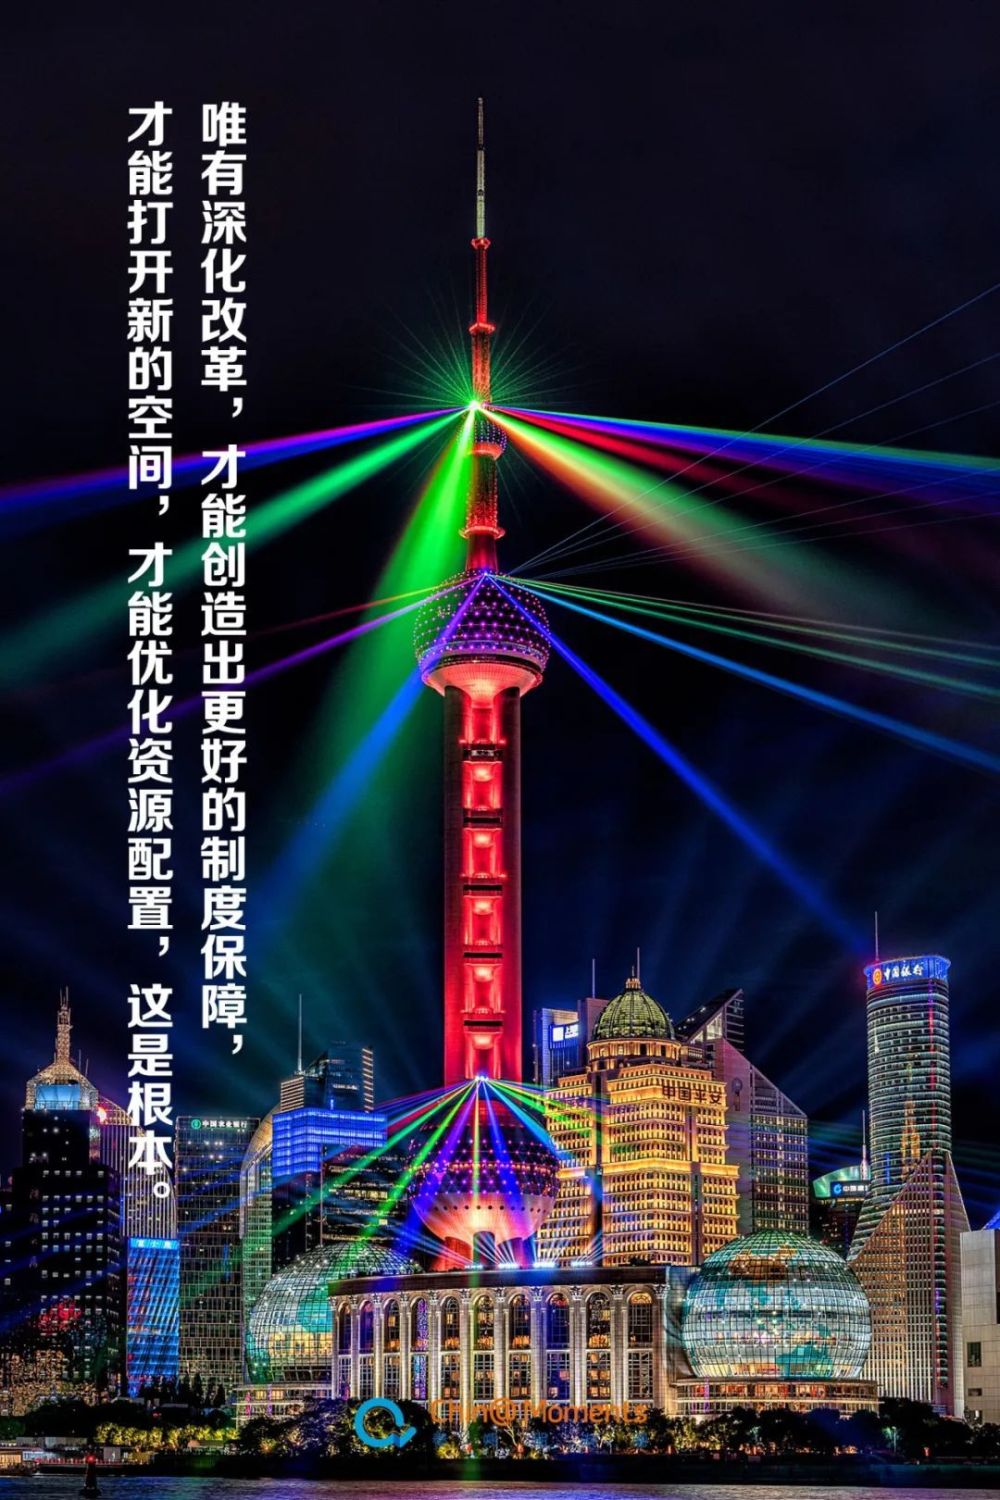 唯有深化改革，才能创造出更好的制度保障，
才能打开新的空间，才能优化资源配置，这是根本。
中国银行
中国平安
中国农业银行
Chin@Moments